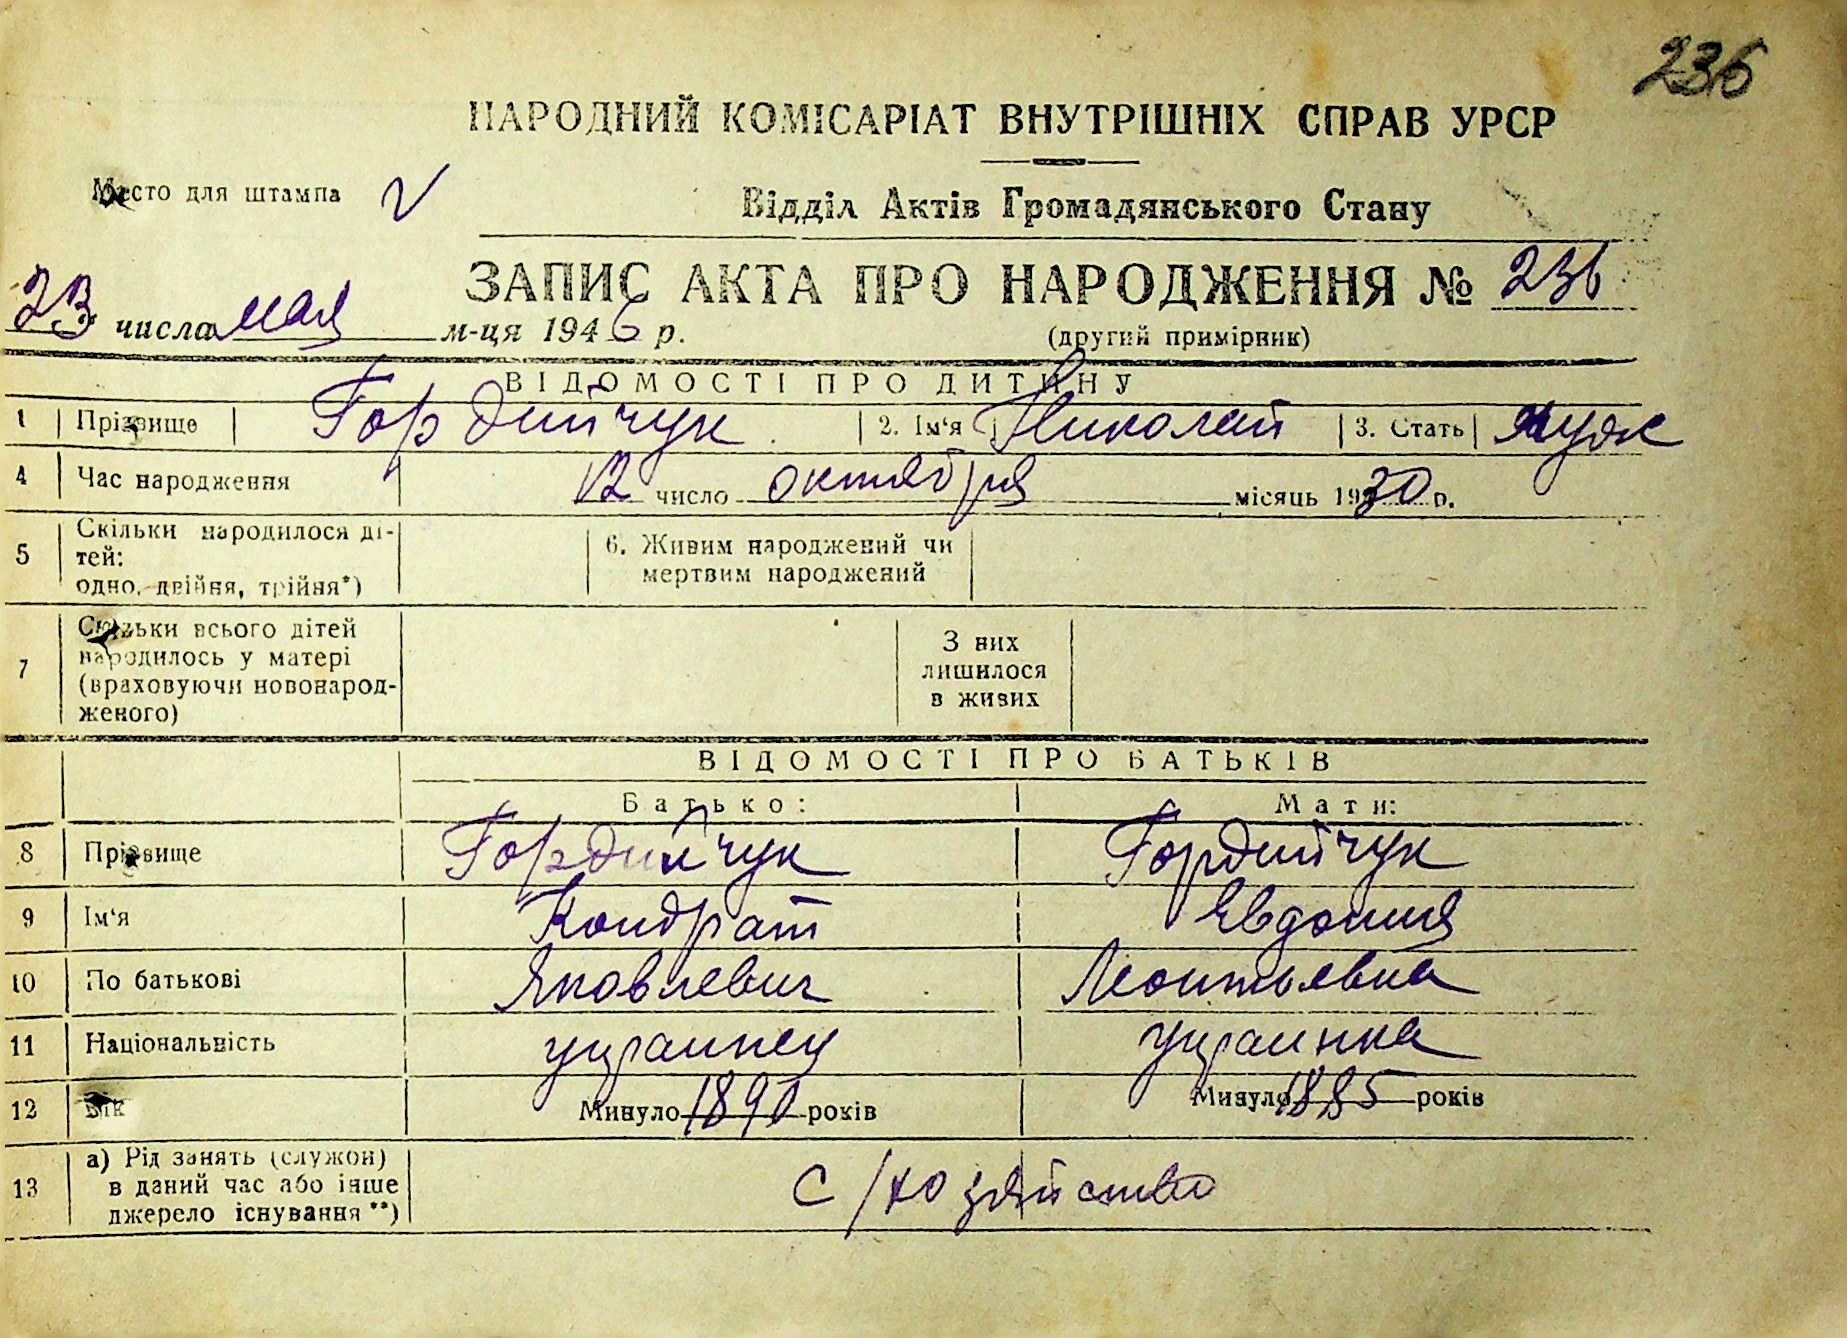 236
НАРОДНИЙ КОМІСАРІАТ ВНУТРІШНІХ СПРАВ УРСР
Место для штампа
Відділ Актів Громадянського Стану
ЗАПИС АКТА ПРО НАРОДЖЕННЯ № 236
23 числа мая м-ця 1946 р.
(другий примірник)
ВІДОМОСТІ ПРО ДИТИНУ
1 Прізвище Гордийчук 2. Ім'я Николай 3. Стать муж
4 Час народження 12 число октября місяць 1930 р.
5 Скільки народилося ді-
тей:
одно, двійня, трійня*)
6. Живим народжений чи
мертвим народжений
7 Скільки всього дітей
народилось у матері
(враховуючи новонарод-
женого)
З них
лишилося
в живих
ВІДОМОСТІ ПРО БАТЬКІВ
Батько: Мати:
8 Прізвище Гордийчук Гордийчук
9 Ім'я Кондрат Евдокия
10 По батькові Яковлевич Леонтьевна
11 Національність украинец украинка
12 Вік Минуло 1890 років Минуло 1885 років
13 а) Рід занять (служби)
в даний час або інше
джерело існування**)
с/хозяйство